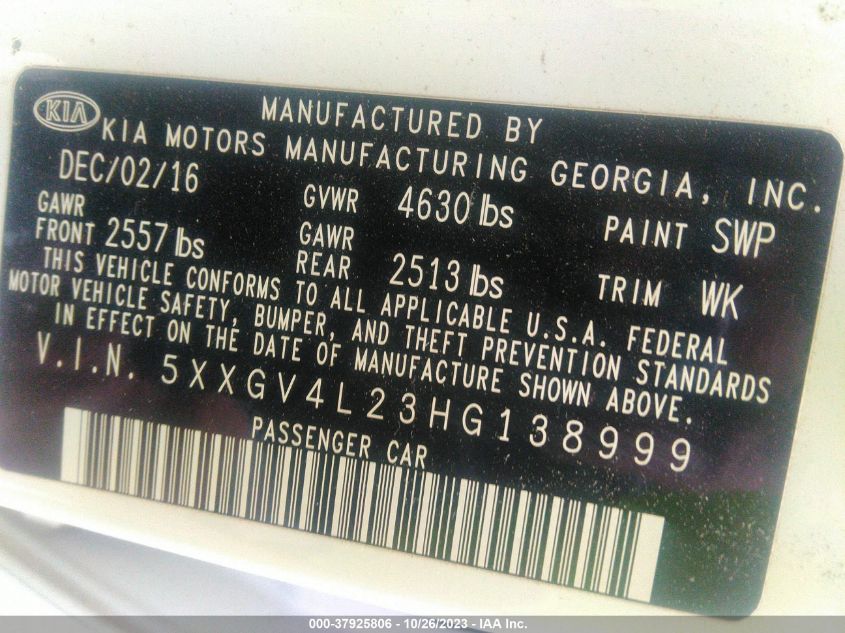 KIA
MANUFACTURED BY
KIA MOTORS MANUFACTURING GEORGIA, INC.
DEC/02/16 GVWR 4630 lbs PAINT SWP
GAWR FRONT 2557 lbs GAWR REAR 2513 lbs TRIM WK
THIS VEHICLE CONFORMS TO ALL APPLICABLE U.S.A. FEDERAL
MOTOR VEHICLE SAFETY, BUMPER, AND THEFT PREVENTION STANDARDS
IN EFFECT ON THE DATE OF MANUFACTURE SHOWN ABOVE.
V.I.N. 5XXGV4L23HG138999
PASSENGER CAR
000-37925806 - 10/26/2023 - IAA Inc.